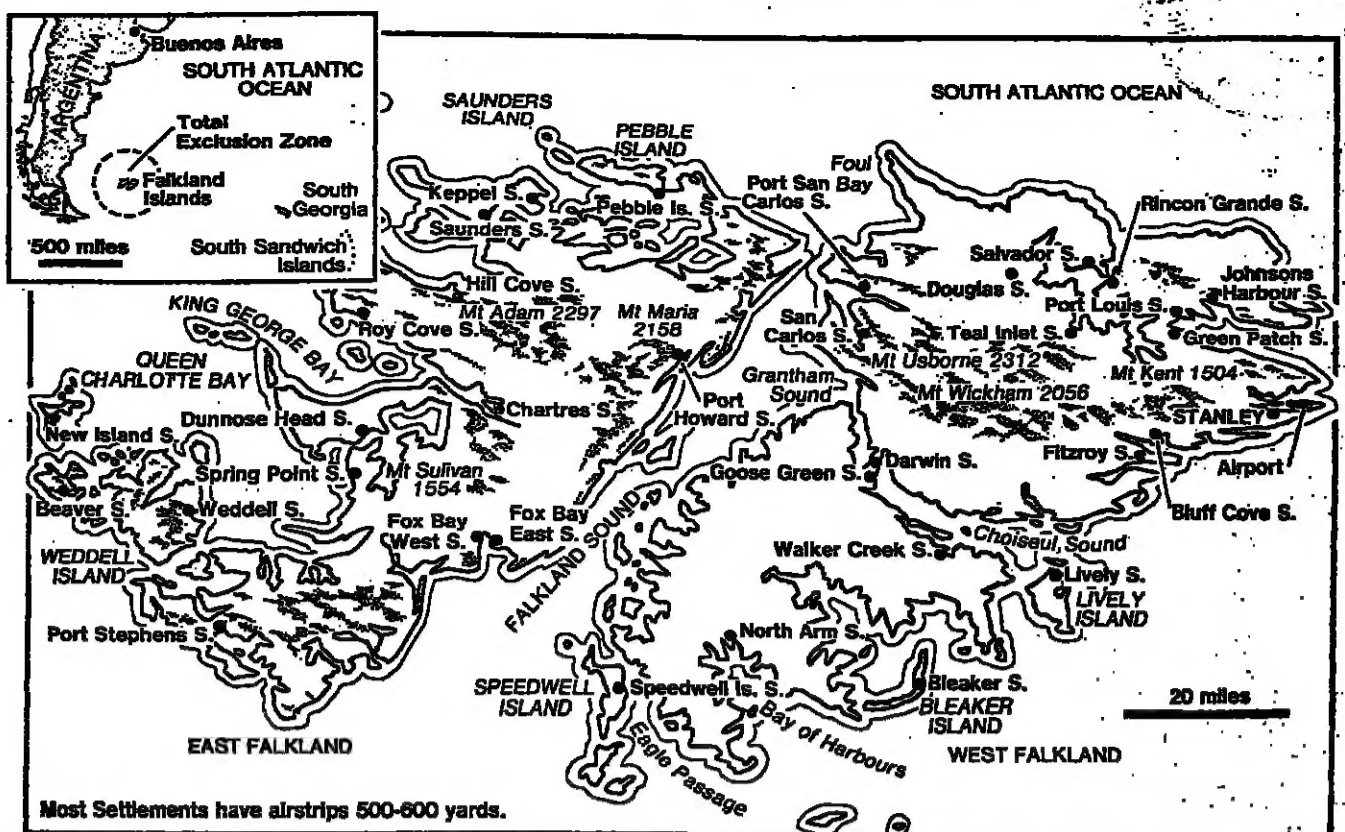 Buenos Aires
SOUTH ATLANTIC
OCEAN
ARGENTINA
Total
Exclusion Zone
Falkland
Islands
South
Georgia
500 miles
South Sandwich
Islands
SAUNDERS
ISLAND
PEBBLE
ISLAND
SOUTH ATLANTIC OCEAN
Foul
Bay
Port San
Carlos S.
Keppel S.
Pebble Is. S.
Saunders S.
Rincon Grande S.
Salvador S.
Douglas S.
Johnsons
Harbour S.
Port Louis S.
Hill Cove S.
Mt Adam 2297
Mt Maria
2158
Roy Cove S.
San
Carlos S.
Teal Inlet S.
Green Patch S.
KING GEORGE BAY
QUEEN
CHARLOTTE BAY
Mt Usborne 2312
Mt Kent 1504
Grantham
Sound
Mt Wickham 2056
Chartres S.
Port
Howard S.
STANLEY
Dunnose Head S.
New Island S.
Spring Point S.
Mt Sulivan
1554
Goose Green S.
Darwin S.
Fitzroy S.
Airport
Beaver S.
Weddell S.
Bluff Cove S.
Fox Bay
West S.
Fox Bay
East S.
FALKLAND SOUND
Choiseul, Sound
Walker Creek S.
WEDDELL
ISLAND
Lively S.
LIVELY
ISLAND
Port Stephens S.
North Arm S.
SPEEDWELL
ISLAND
Speedwell Is. S.
Bleaker S.
BLEAKER
ISLAND
20 miles
Bay of Harbours
Eagle Passage
EAST FALKLAND
WEST FALKLAND
Most Settlements have airstrips 500-600 yards.